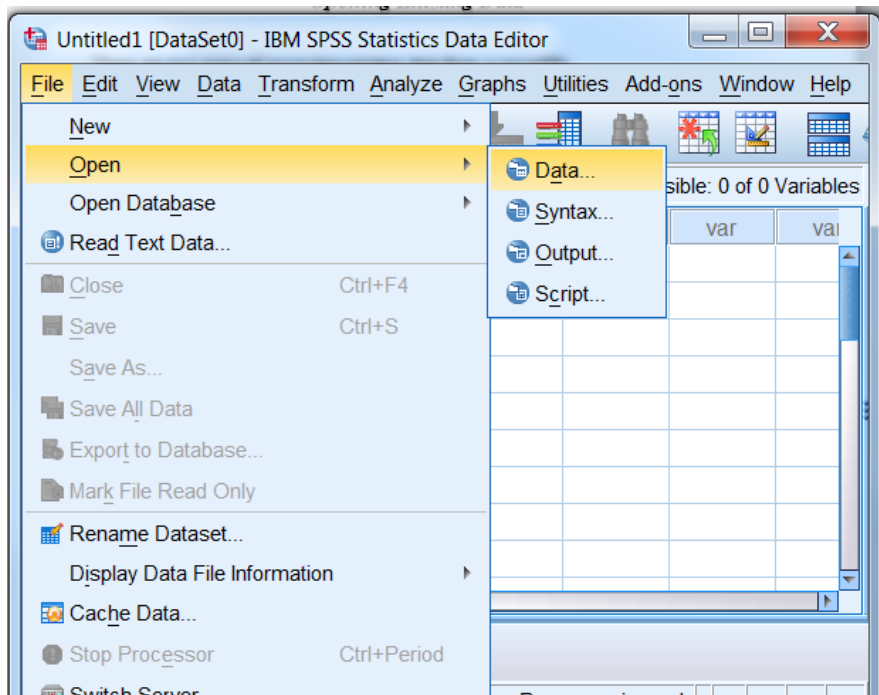 Untitled1 [DataSet0] - IBM SPSS Statistics Data Editor
File Edit View Data Transform Analyze Graphs Utilities Add-ons Window Help
New
Open
Open Database
Read Text Data...
Close Ctrl+F4
Save Ctrl+S
Save As...
Save All Data
Export to Database...
Mark File Read Only
Rename Dataset...
Display Data File Information
Cache Data...
Stop Processor Ctrl+Period
Switch Server
Data...
Syntax...
Output...
Script...
sible: 0 of 0 Variables
var var